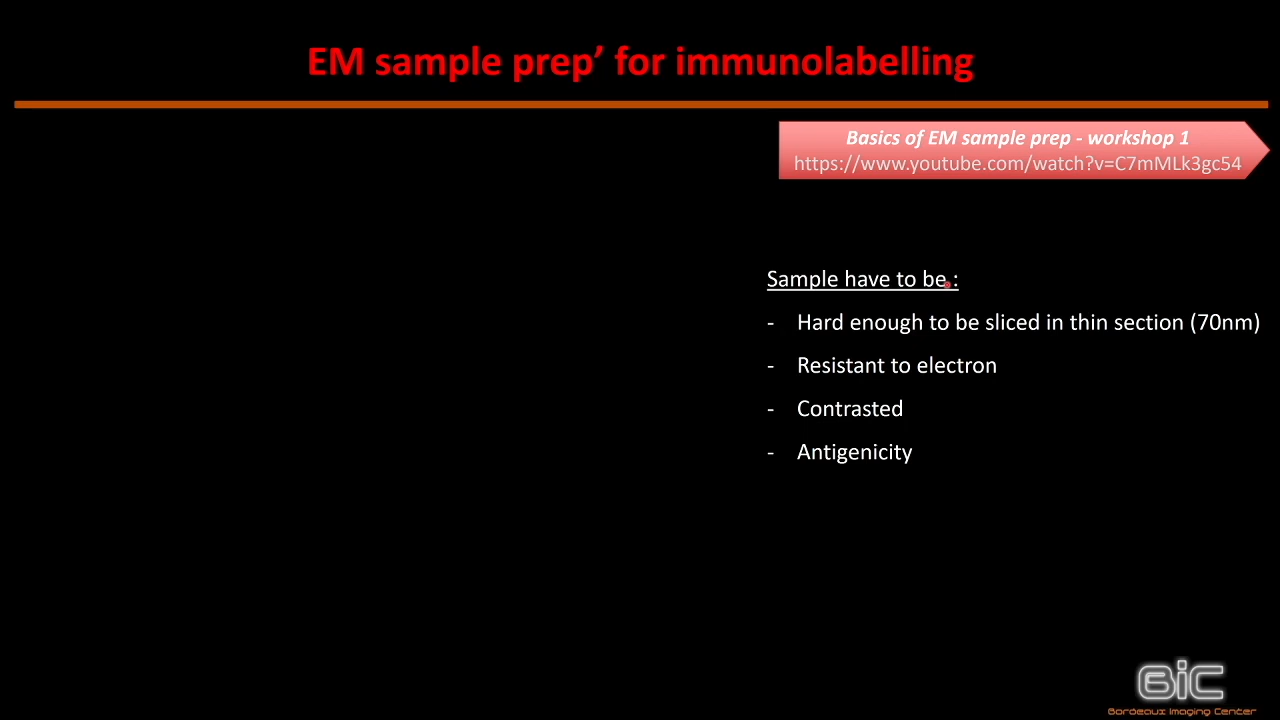 EM sample prep’ for immunolabelling
Basics of EM sample prep - workshop 1
https://www.youtube.com/watch?v=C7mMLk3gc54
Sample have to be :
- Hard enough to be sliced in thin section (70nm)
- Resistant to electron
- Contrasted
- Antigenicity
BiC
Bordeaux Imaging Center